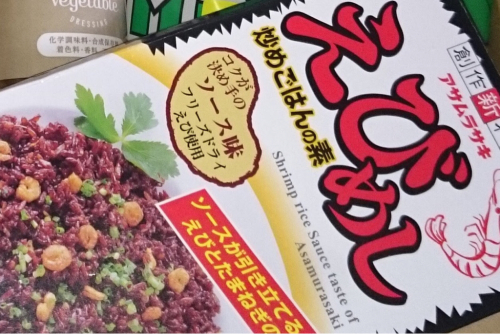 vegetable
DRESSING
化学調味料・合成保存
着色料・香料
創作 新
アサムラサキ
えびめし
炒めごはんの素
Shrimp rice Sauce taste of
Asamurasaki
コクが
決め手の
ソース味
フリーズドライ
えび使用
ソースが引き立てる
えびとたまねぎの